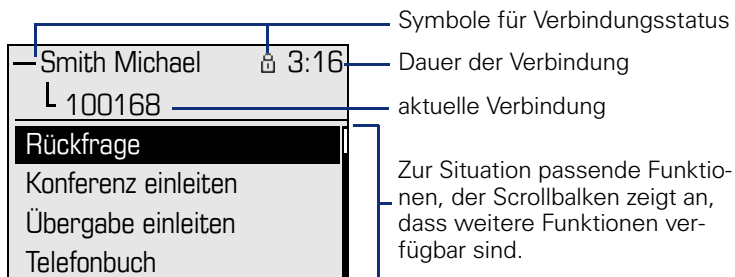 Symbole für Verbindungsstatus
Smith Michael 3:16
Dauer der Verbindung
100168
aktuelle Verbindung
Rückfrage
Konferenz einleiten
Übergabe einleiten
Telefonbuch
Zur Situation passende Funktio-
nen, der Scrollbalken zeigt an,
dass weitere Funktionen ver-
fügbar sind.